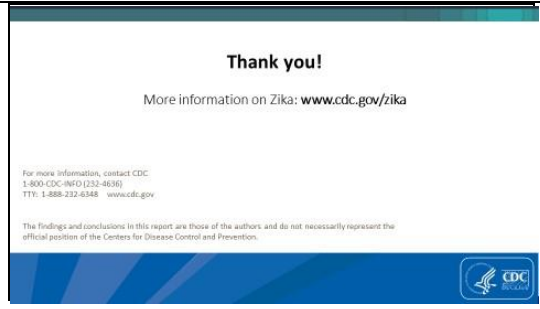 Thank you!
More information on Zika: www.cdc.gov/zika
For more information, contact CDC
1-800-CDC-INFO (232-4636)
TTY: 1-888-232-6348 www.cdc.gov
The findings and conclusions in this report are those of the authors and do not necessarily represent the
official position of the Centers for Disease Control and Prevention.
CDC